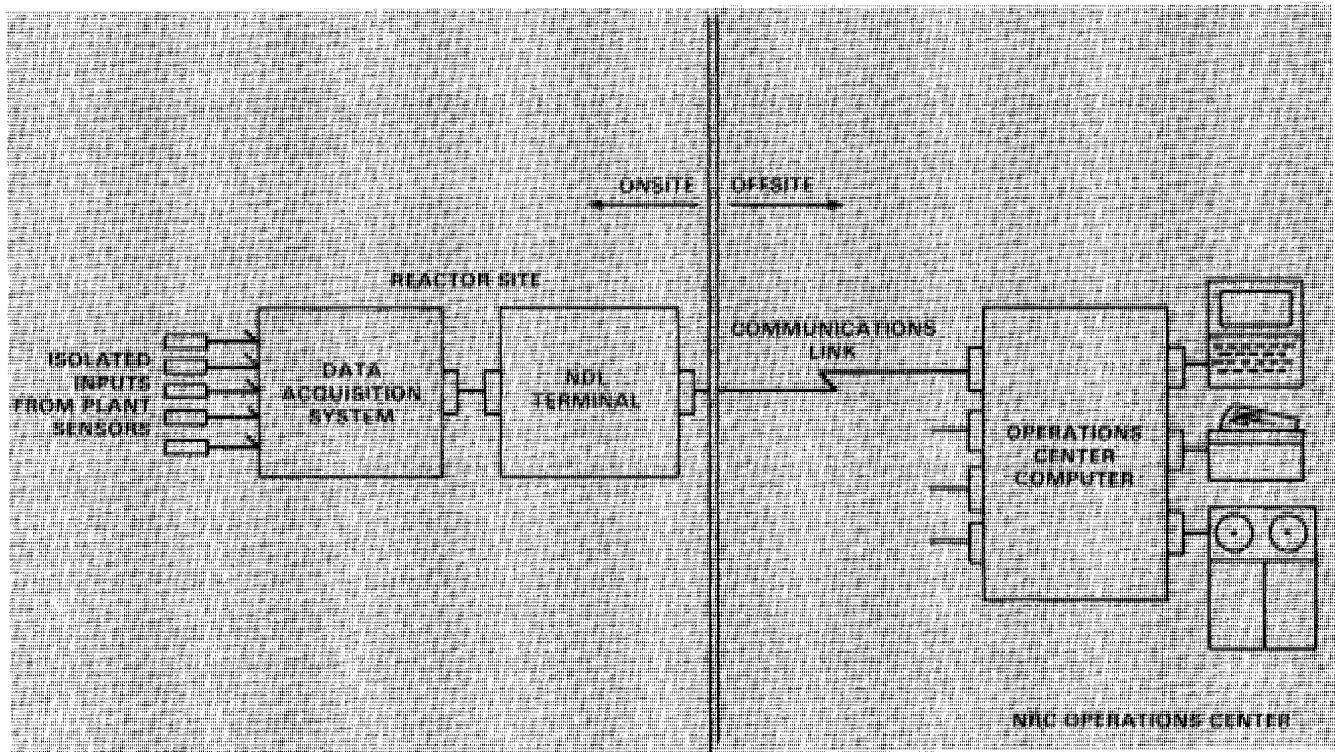 ONSITE
OFFSITE
REACTOR SITE
ISOLATED
INPUTS
FROM PLANT
SENSORS
DATA
ACQUISITION
SYSTEM
NDL
TERMINAL
COMMUNICATIONS
LINK
OPERATIONS
CENTER
COMPUTER
NRC OPERATIONS CENTER